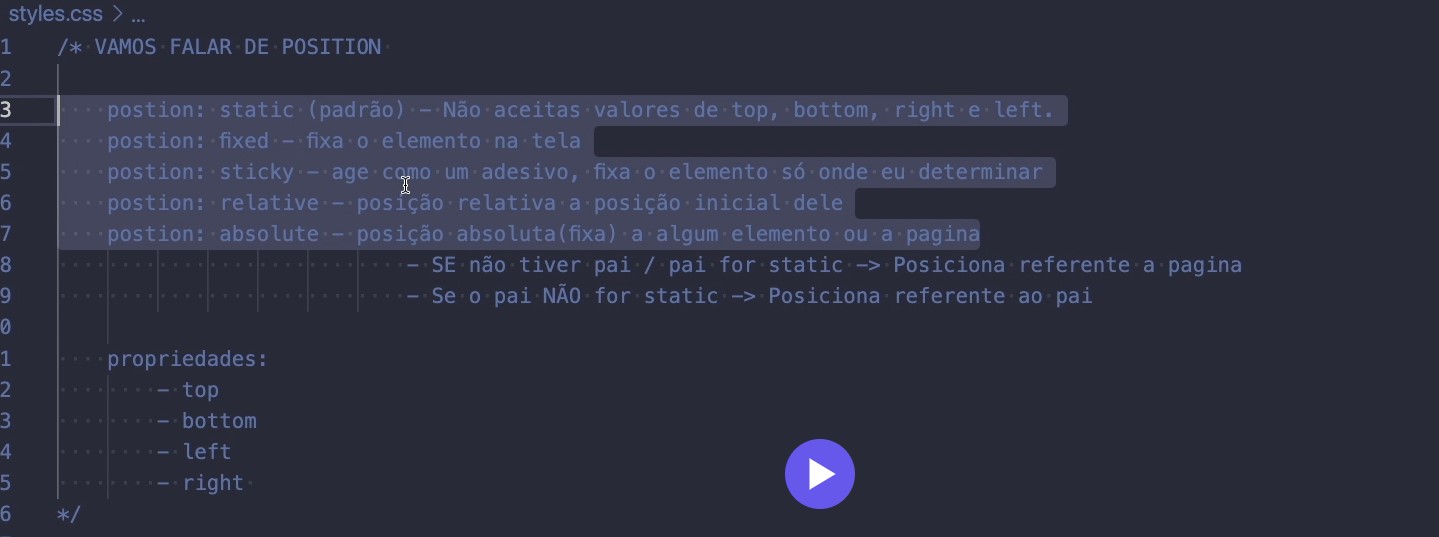 styles.css > ...
1 /* VAMOS FALAR DE POSITION
2
3 postion: static (padrão) - Não aceitas valores de top, bottom, right e left.
4 postion: fixed - fixa o elemento na tela
5 postion: sticky - age como um adesivo, fixa o elemento só onde eu determinar
6 postion: relative - posição relativa a posição inicial dele
7 postion: absolute - posição absoluta(fixa) a algum elemento ou a pagina
8 - SE não tiver pai / pai for static -> Posiciona referente a pagina
9 - Se o pai NÃO for static -> Posiciona referente ao pai
0
1 propriedades:
2 - top
3 - bottom
4 - left
5 - right
6 */